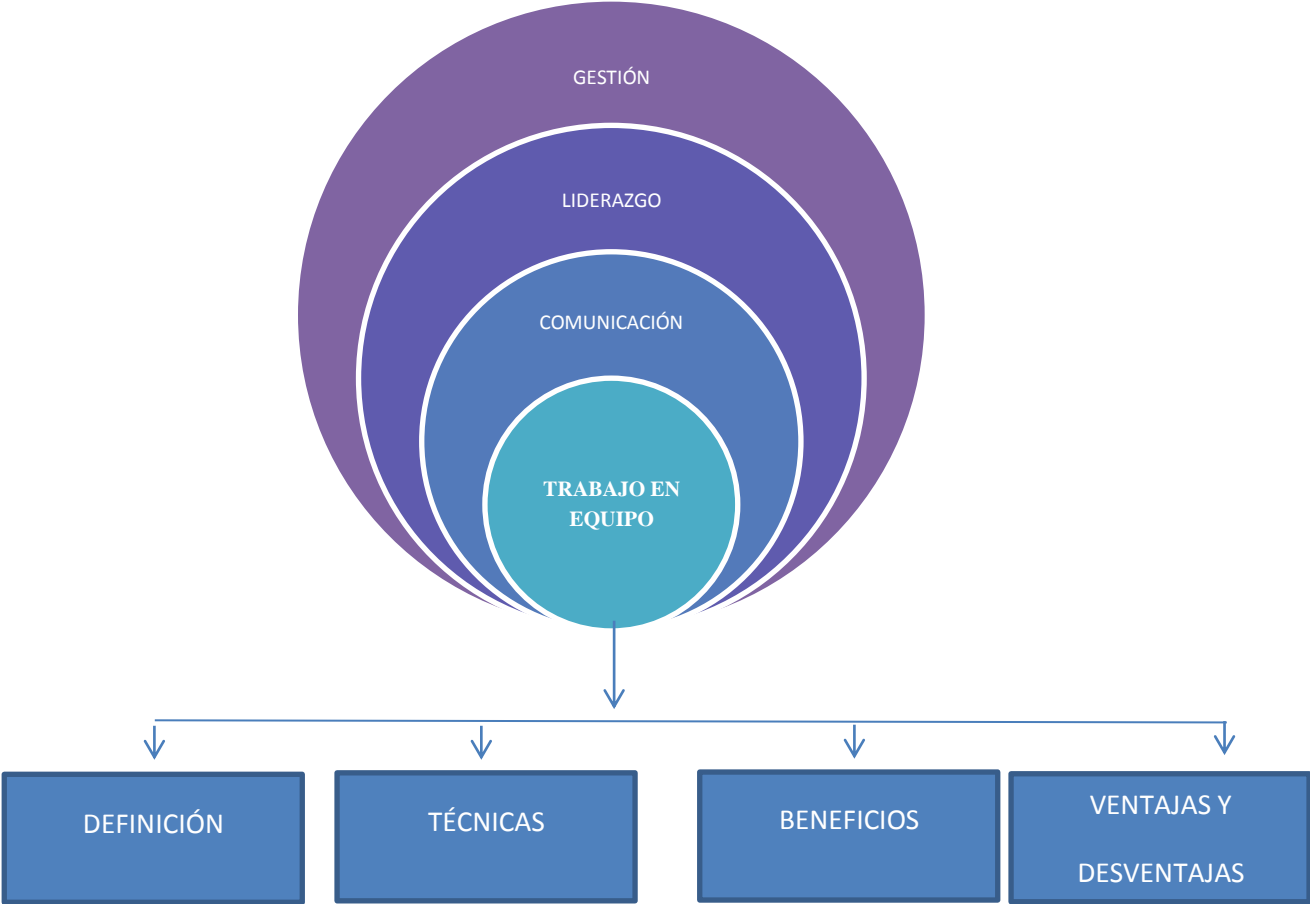 GESTIÓN
LIDERAZGO
COMUNICACIÓN
TRABAJO EN
EQUIPO
DEFINICIÓN
TÉCNICAS
BENEFICIOS
VENTAJAS Y
DESVENTAJAS